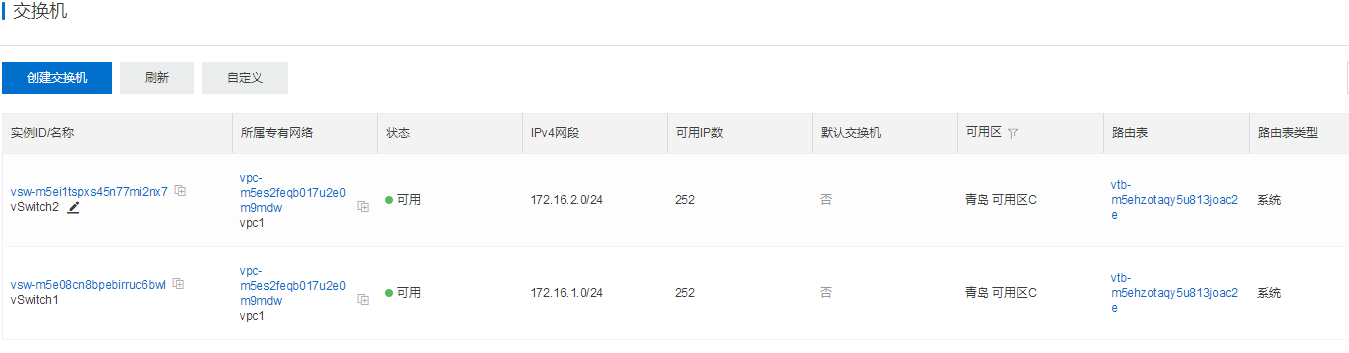 交换机
创建交换机 刷新 自定义
实例ID/名称 所属专有网络 状态 IPv4网段 可用IP数 默认交换机 可用区 路由表 路由表类型
vsw-m5ei1tspxs45n77mi2nx7
vSwitch2
vpc-
m5es2feqb017u2e0
m9mdw
vpc1
可用
172.16.2.0/24
252
否
青岛 可用区C
vtb-
m5ehzotaqy5u813joac2
e
系统
vsw-m5e08cn8bpebirruc6bwl
vSwitch1
vpc-
m5es2feqb017u2e0
m9mdw
vpc1
可用
172.16.1.0/24
252
否
青岛 可用区C
vtb-
m5ehzotaqy5u813joac2
e
系统